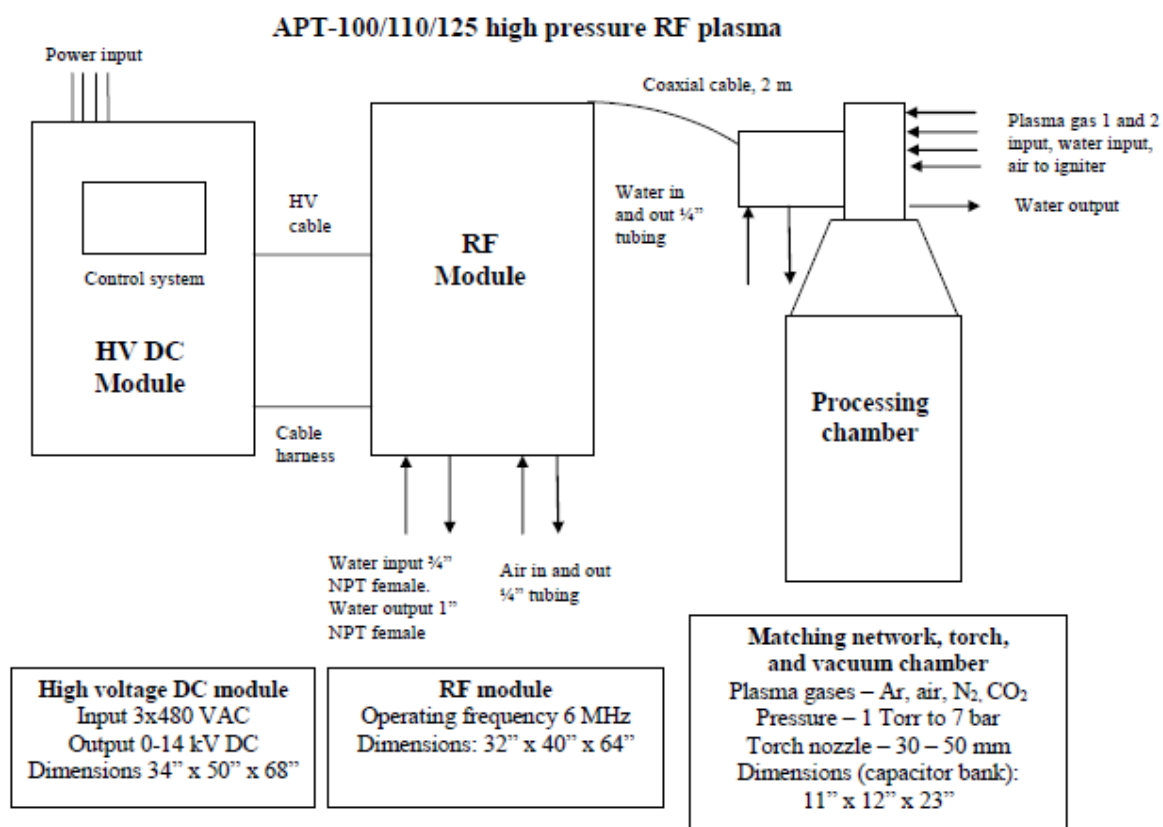 APT-100/110/125 high pressure RF plasma
Power input
Coaxial cable, 2 m
Plasma gas 1 and 2
input, water input,
air to igniter
Water output
HV
cable
Water in
and out ¼”
tubing
RF
Module
Control system
HV DC
Module
Processing
chamber
Cable
harness
Water input ¾”
NPT female.
Water output 1”
NPT female
Air in and out
¼” tubing
High voltage DC module
Input 3x480 VAC
Output 0-14 kV DC
Dimensions 34” x 50” x 68”
RF module
Operating frequency 6 MHz
Dimensions: 32” x 40” x 64”
Matching network, torch,
and vacuum chamber
Plasma gases – Ar, air, N₂, CO₂
Pressure – 1 Torr to 7 bar
Torch nozzle – 30 – 50 mm
Dimensions (capacitor bank):
11” x 12” x 23”